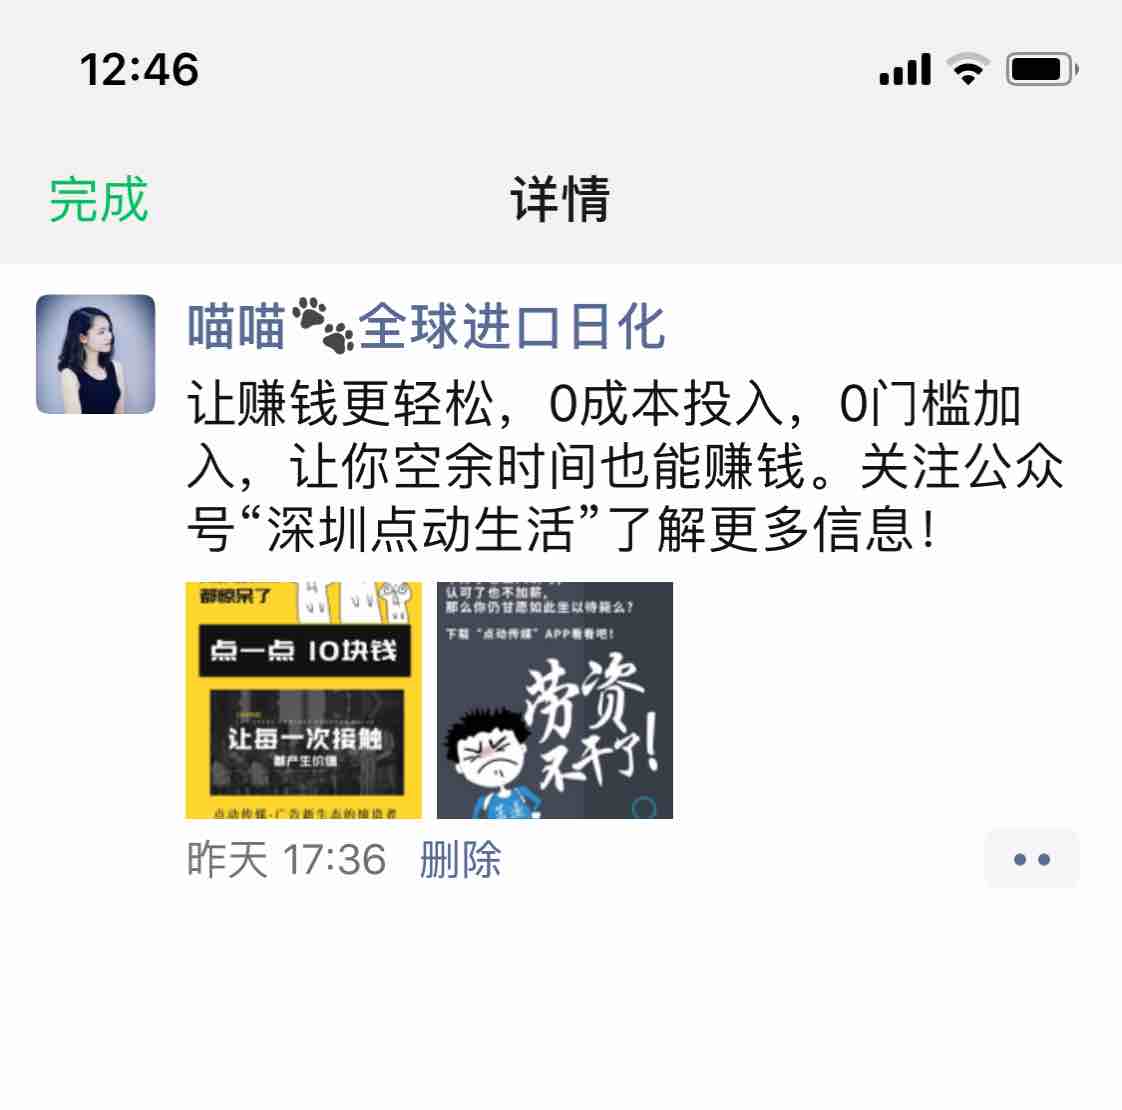 12:46
完成
详情
喵喵🐾全球进口日化
让赚钱更轻松，0成本投入，0门槛加
入，让你空余时间也能赚钱。关注公众
号“深圳点动生活”了解更多信息！
都惊呆了
点一点 10块钱
让每一次接触
都产生价值
点动传媒·广告新生态的缔造者
认可了也不加薪，
那么你仍甘愿如此坐以待毙么？
下载“点动传媒”APP看看吧！
劳资
不干了！
昨天 17:36 删除